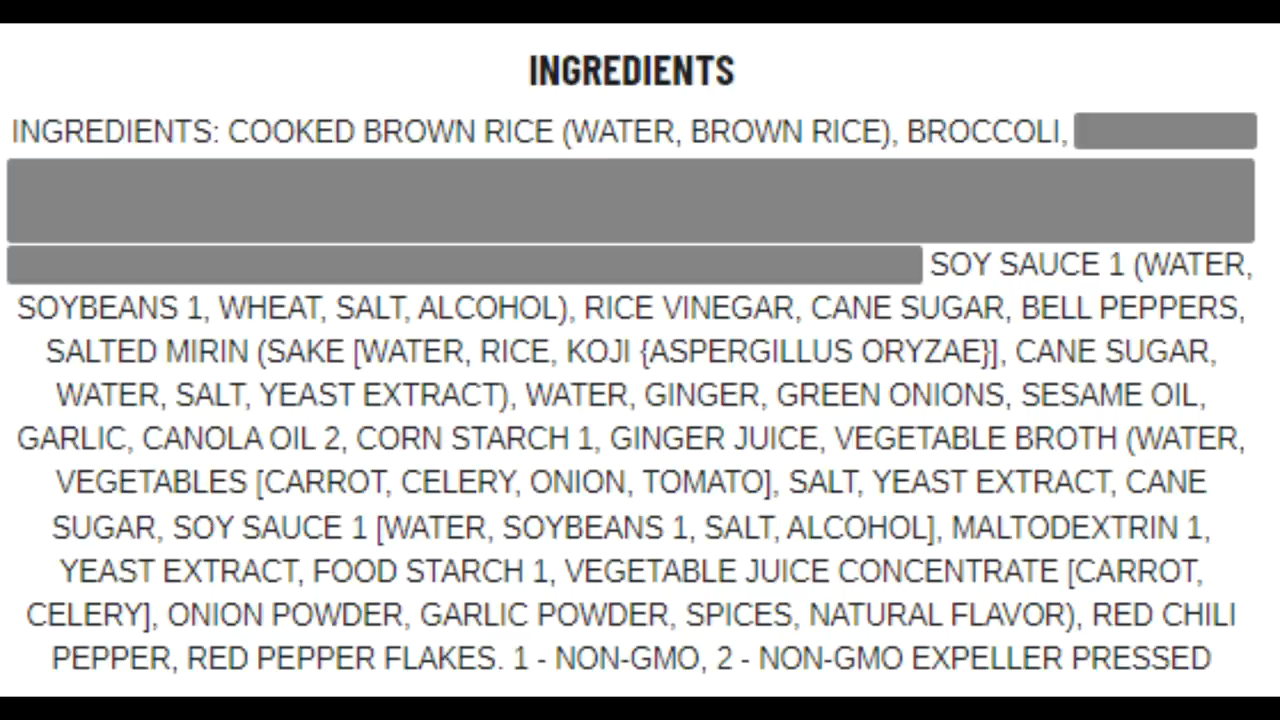 INGREDIENTS
INGREDIENTS: COOKED BROWN RICE (WATER, BROWN RICE), BROCCOLI,
SOY SAUCE 1 (WATER,
SOYBEANS 1, WHEAT, SALT, ALCOHOL), RICE VINEGAR, CANE SUGAR, BELL PEPPERS,
SALTED MIRIN (SAKE [WATER, RICE, KOJI {ASPERGILLUS ORYZAE}], CANE SUGAR,
WATER, SALT, YEAST EXTRACT), WATER, GINGER, GREEN ONIONS, SESAME OIL,
GARLIC, CANOLA OIL 2, CORN STARCH 1, GINGER JUICE, VEGETABLE BROTH (WATER,
VEGETABLES [CARROT, CELERY, ONION, TOMATO], SALT, YEAST EXTRACT, CANE
SUGAR, SOY SAUCE 1 [WATER, SOYBEANS 1, SALT, ALCOHOL], MALTODEXTRIN 1,
YEAST EXTRACT, FOOD STARCH 1, VEGETABLE JUICE CONCENTRATE [CARROT,
CELERY], ONION POWDER, GARLIC POWDER, SPICES, NATURAL FLAVOR), RED CHILI
PEPPER, RED PEPPER FLAKES. 1 - NON-GMO, 2 - NON-GMO EXPELLER PRESSED